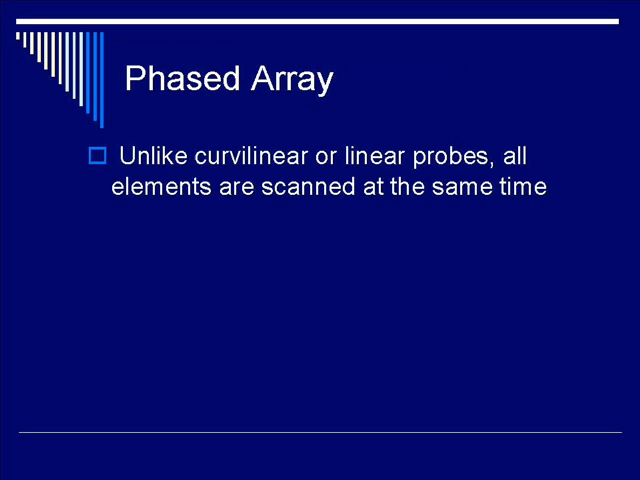 Phased Array
Unlike curvilinear or linear probes, all
elements are scanned at the same time